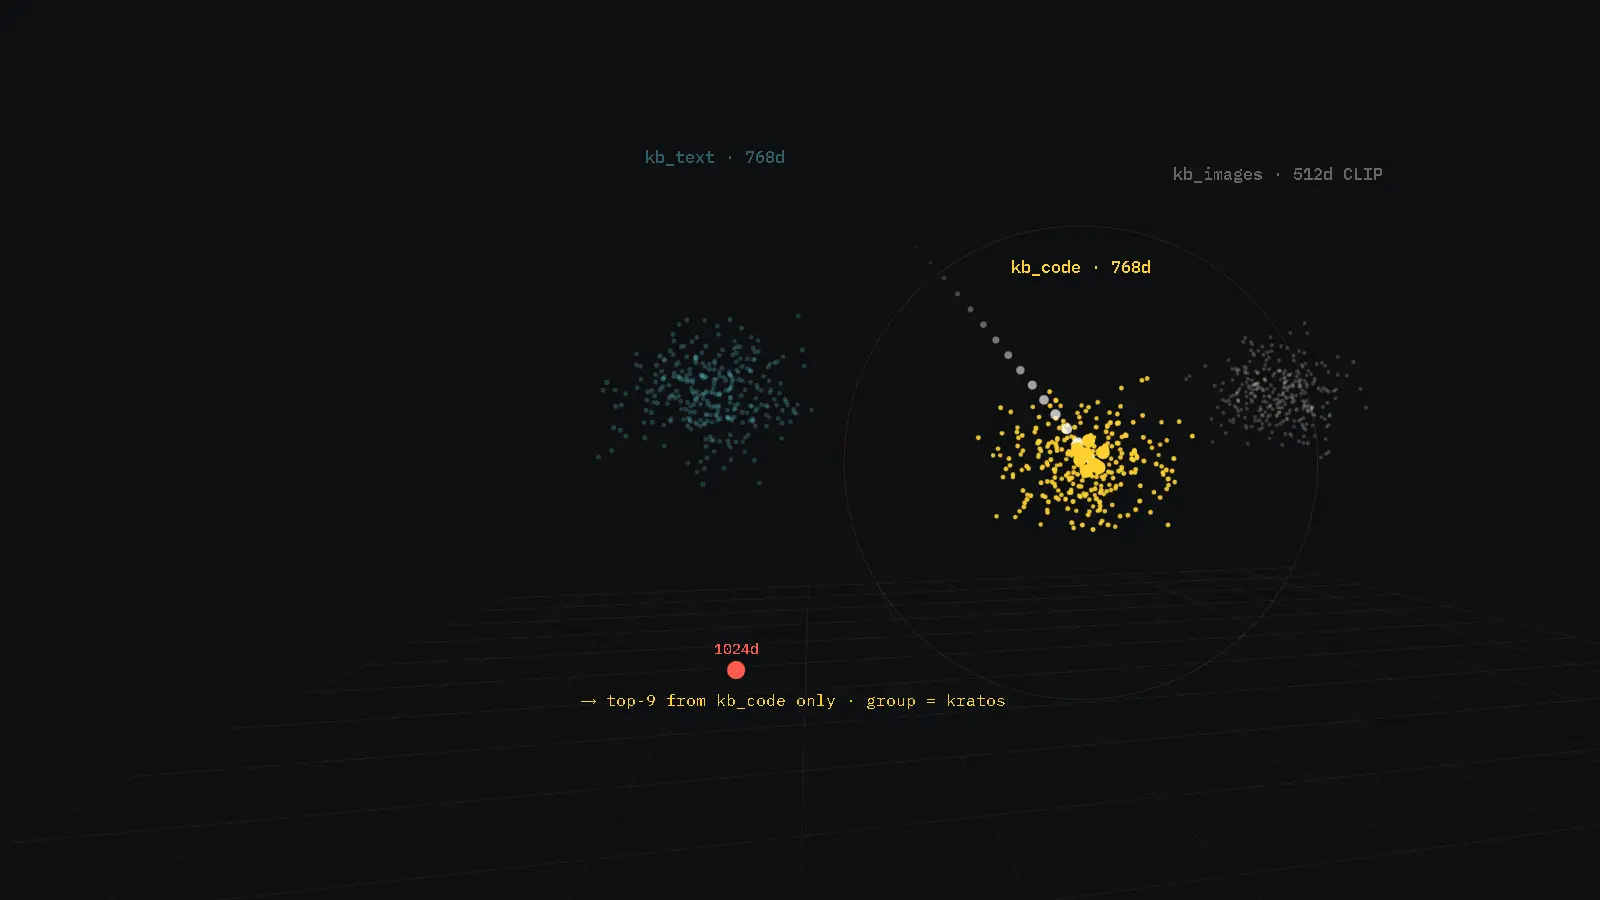 kb_text · 768d
kb_images · 512d CLIP
kb_code · 768d
1024d
→ top-9 from kb_code only · group = kratos